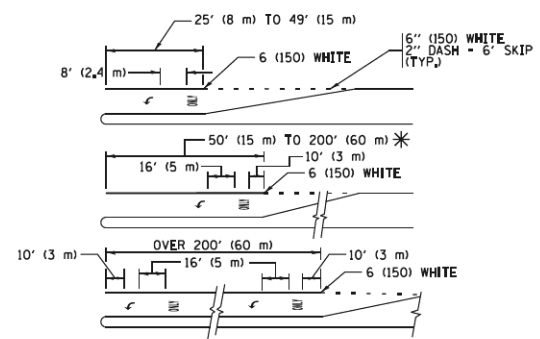 25' (8 m) TO 49' (15 m)
6 (150) WHITE
6" (150) WHITE
2" DASH - 6' SKIP
(TYP.)
8' (2.4 m)
ONLY
50' (15 m) TO 200' (60 m) ✳
16' (5 m)
10' (3 m)
6 (150) WHITE
ONLY
OVER 200' (60 m)
10' (3 m)
16' (5 m)
10' (3 m)
6 (150) WHITE
ONLY
ONLY